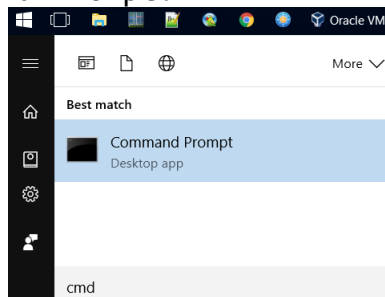 Oracle VM
More
Best match
Command Prompt
Desktop app
cmd